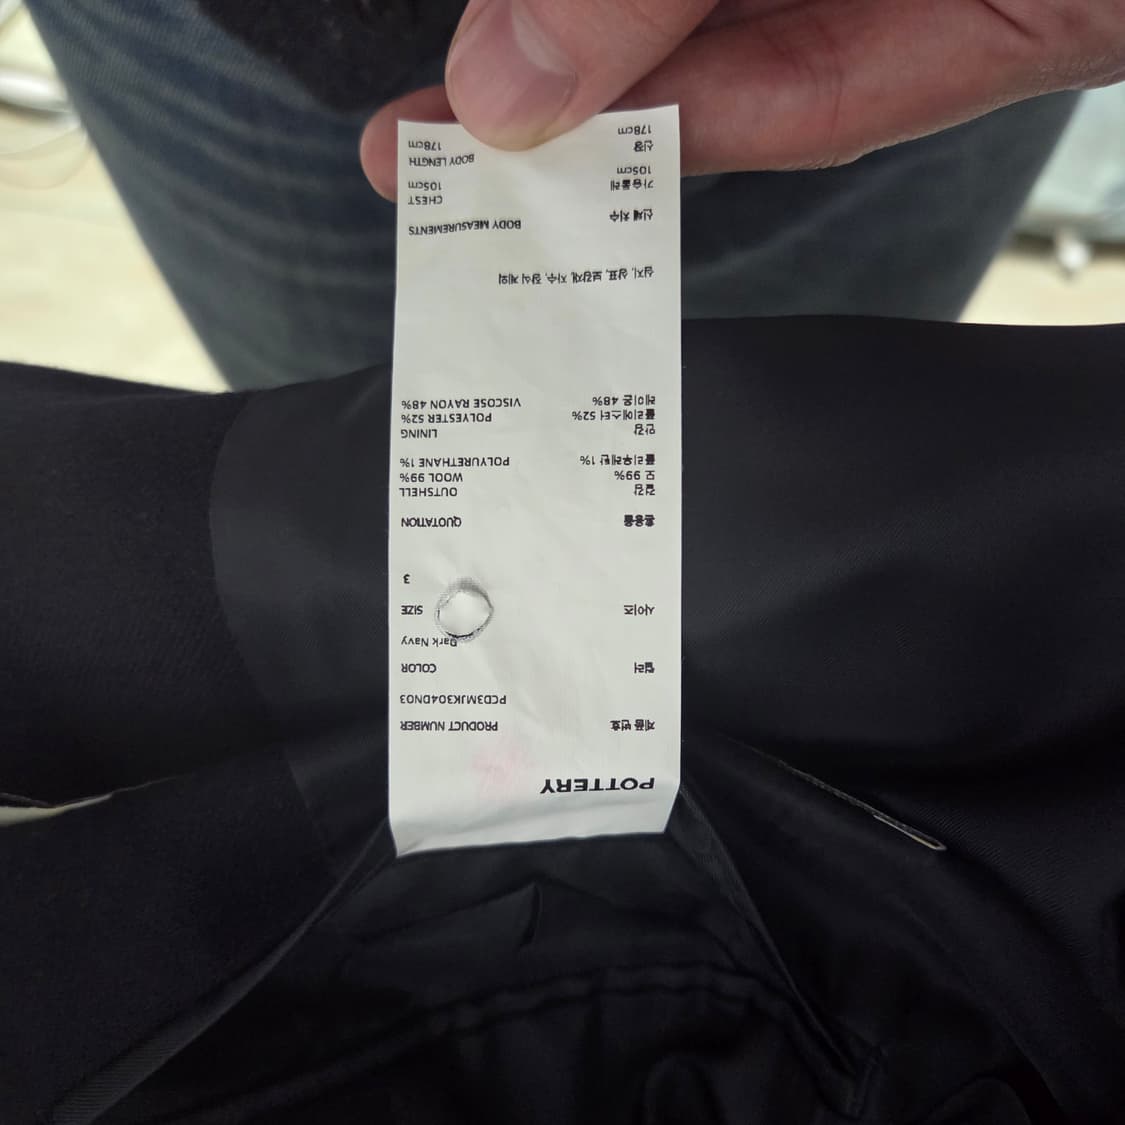 POTTERY
제품 번호 PRODUCT NUMBER
PCD3MJK304DN03
컬러 COLOR
Dark Navy
사이즈 SIZE
3
혼용률 QUOTATION
겉감 OUTSHELL
모 99% WOOL 99%
폴리우레탄 1% POLYURETHANE 1%
안감 LINING
폴리에스터 52% POLYESTER 52%
레이온 48% VISCOSE RAYON 48%
심지, 상표, 보강재, 자수, 장식 제외
신체 치수 BODY MEASUREMENTS
가슴둘레 CHEST
105cm 105cm
신장 BODY LENGTH
178cm 178cm